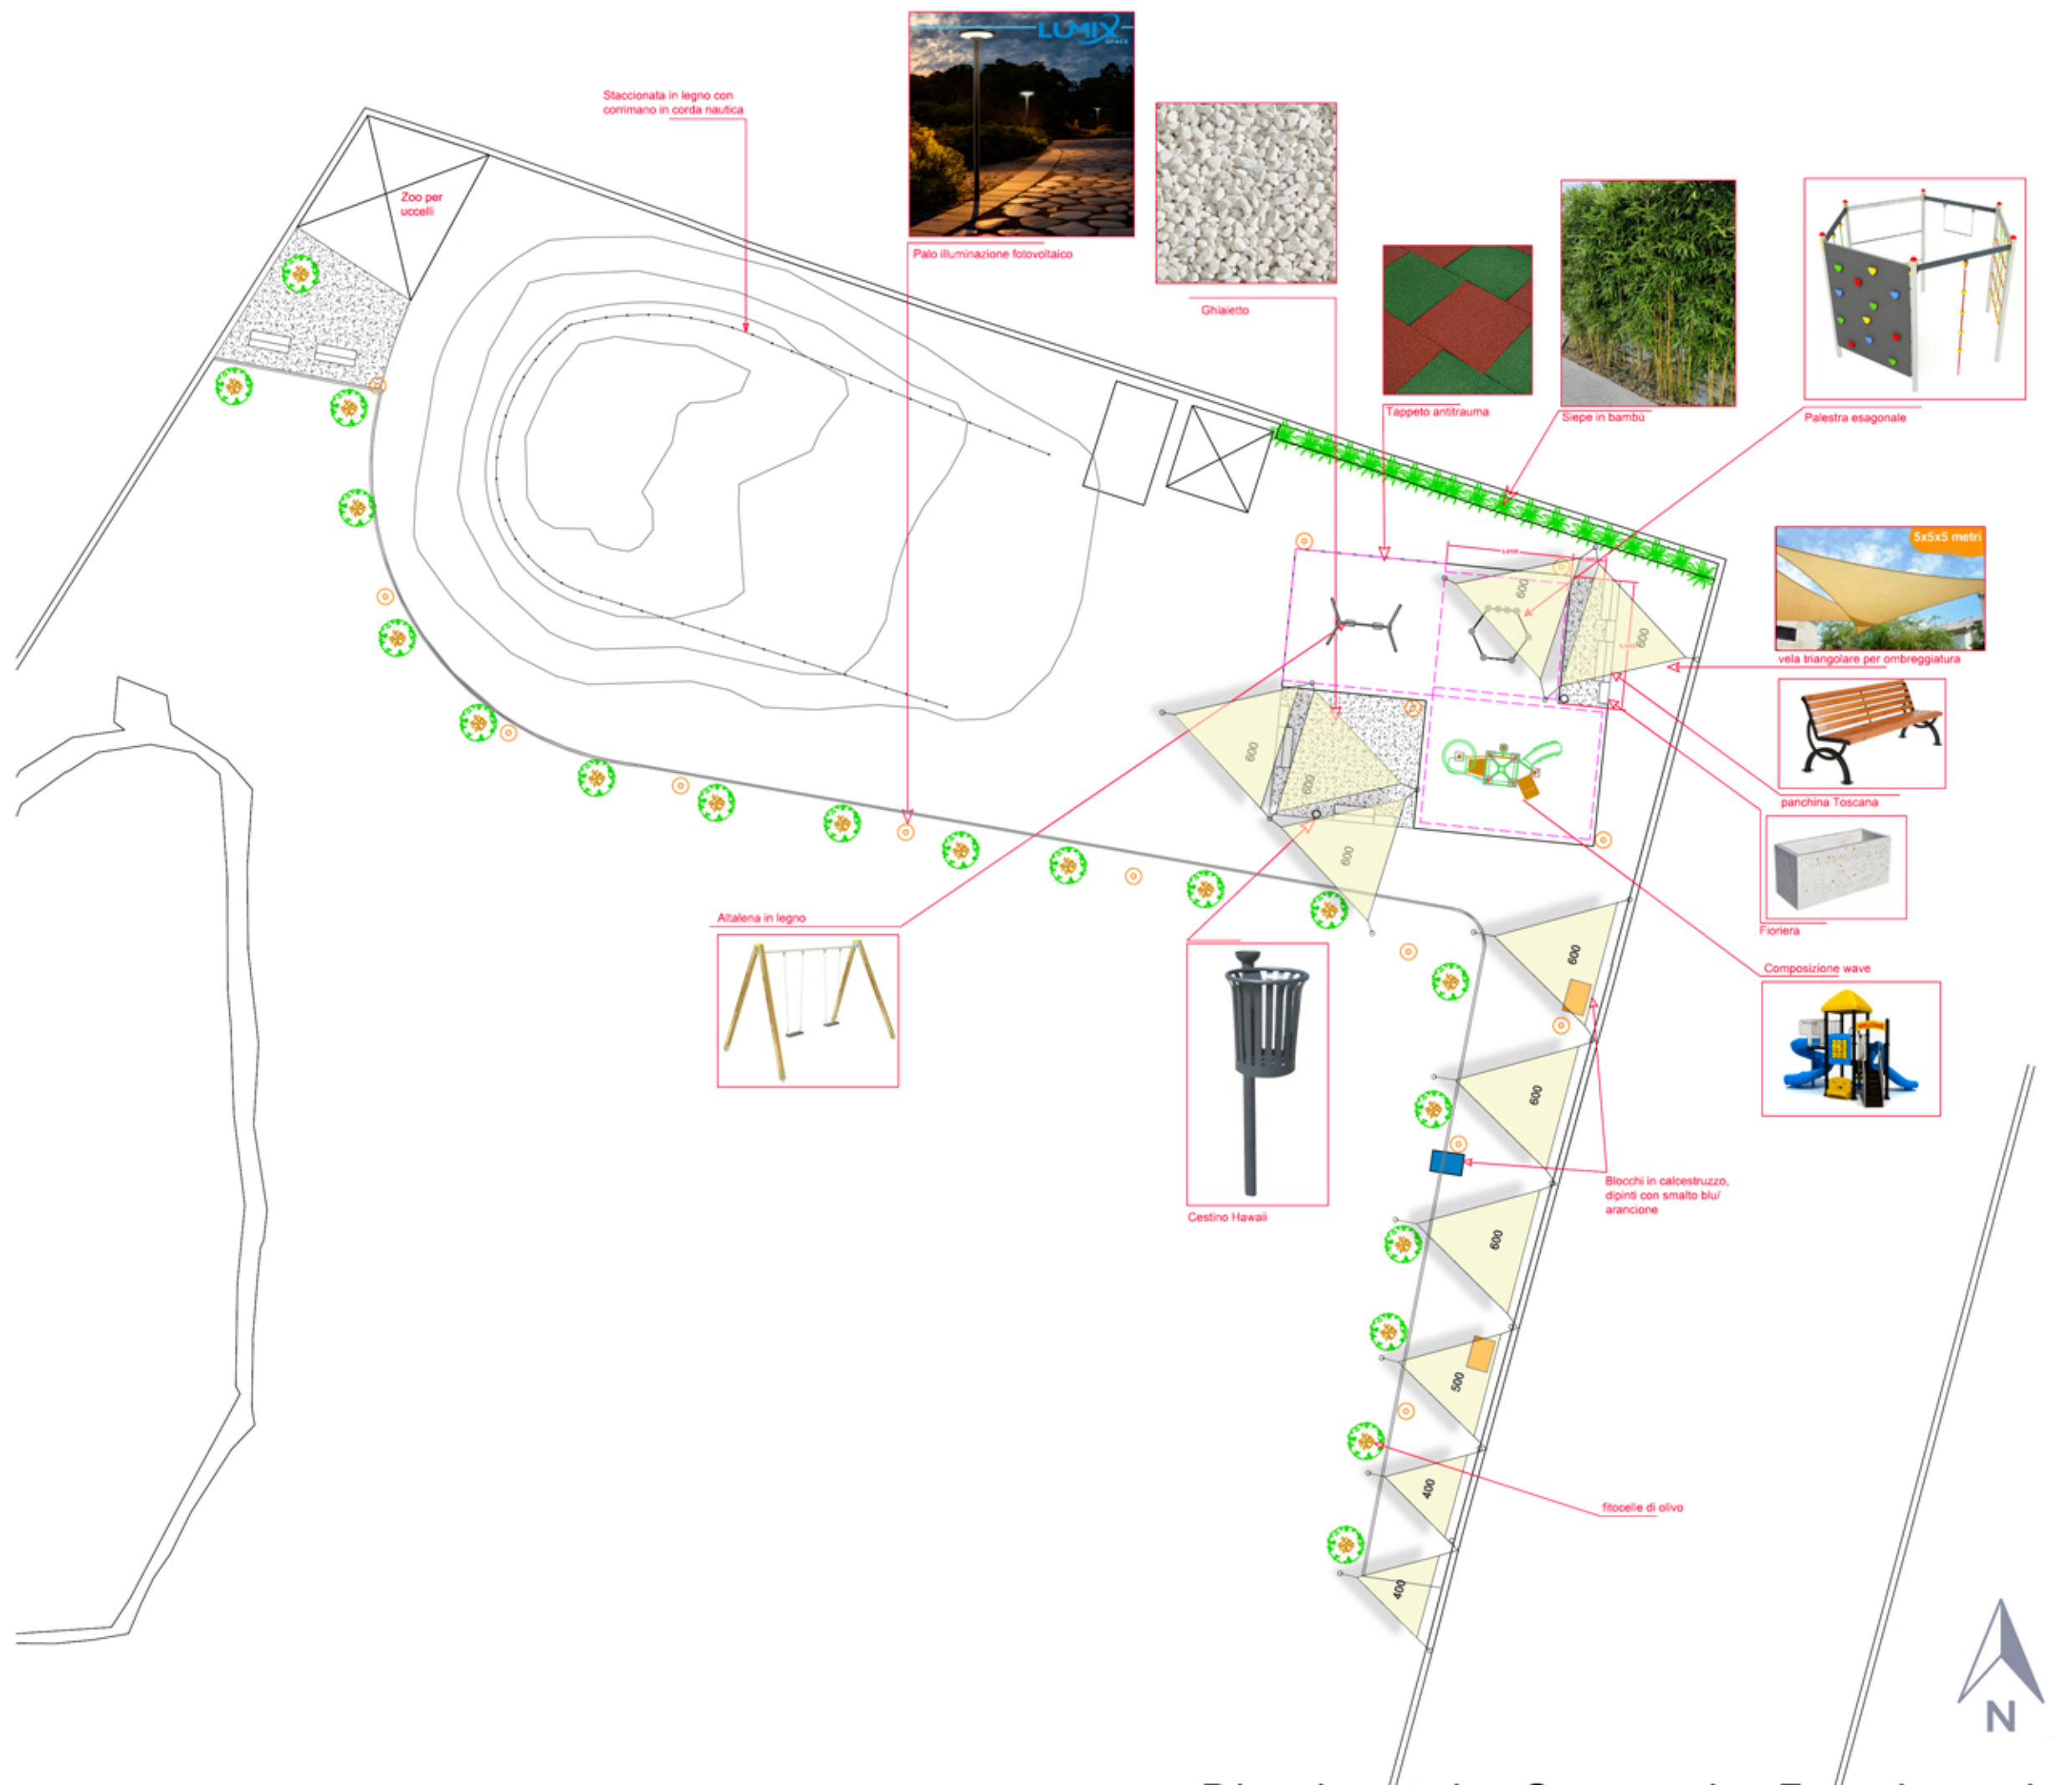 LUMIX
SPACE
Staccionata in legno con
corrimano in corda nautica
Zoo per
uccelli
Palo illuminazione fotovoltaico
Ghiaietto
Tappeto antitrauma
Siepe in bambù
Palestra esagonale
5x5x5 metri
vela triangolare per ombreggiatura
600
600
600
600
600
panchina Toscana
Fioriera
Altalena in legno
Composizione wave
600
600
Cestino Hawaii
Blocchi in calcestruzzo,
dipinti con smalto blu/
arancione
600
500
400
fitocelle di olivo
400
N